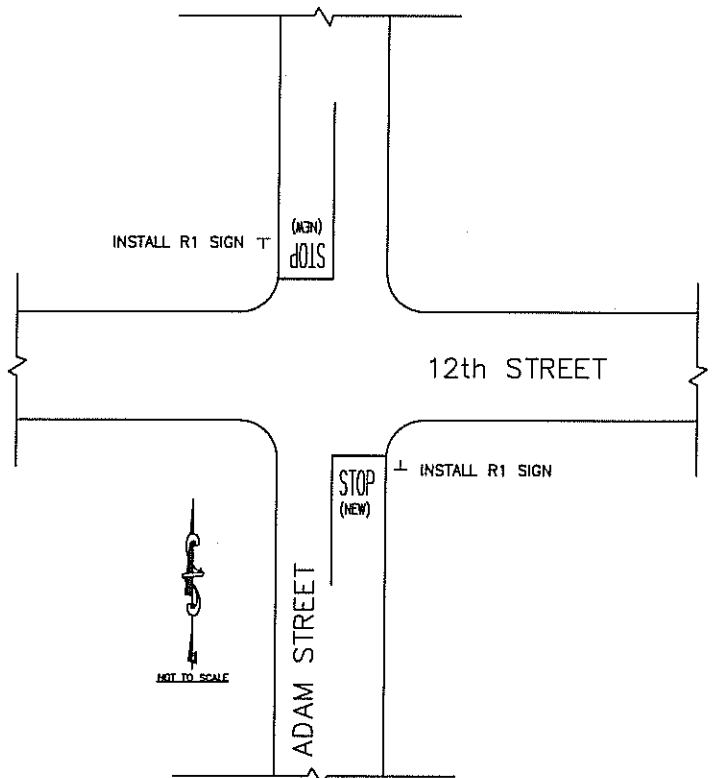 INSTALL R1 SIGN
(NEW)
STOP
12th STREET
INSTALL R1 SIGN
STOP
(NEW)
ADAM STREET
NOT TO SCALE